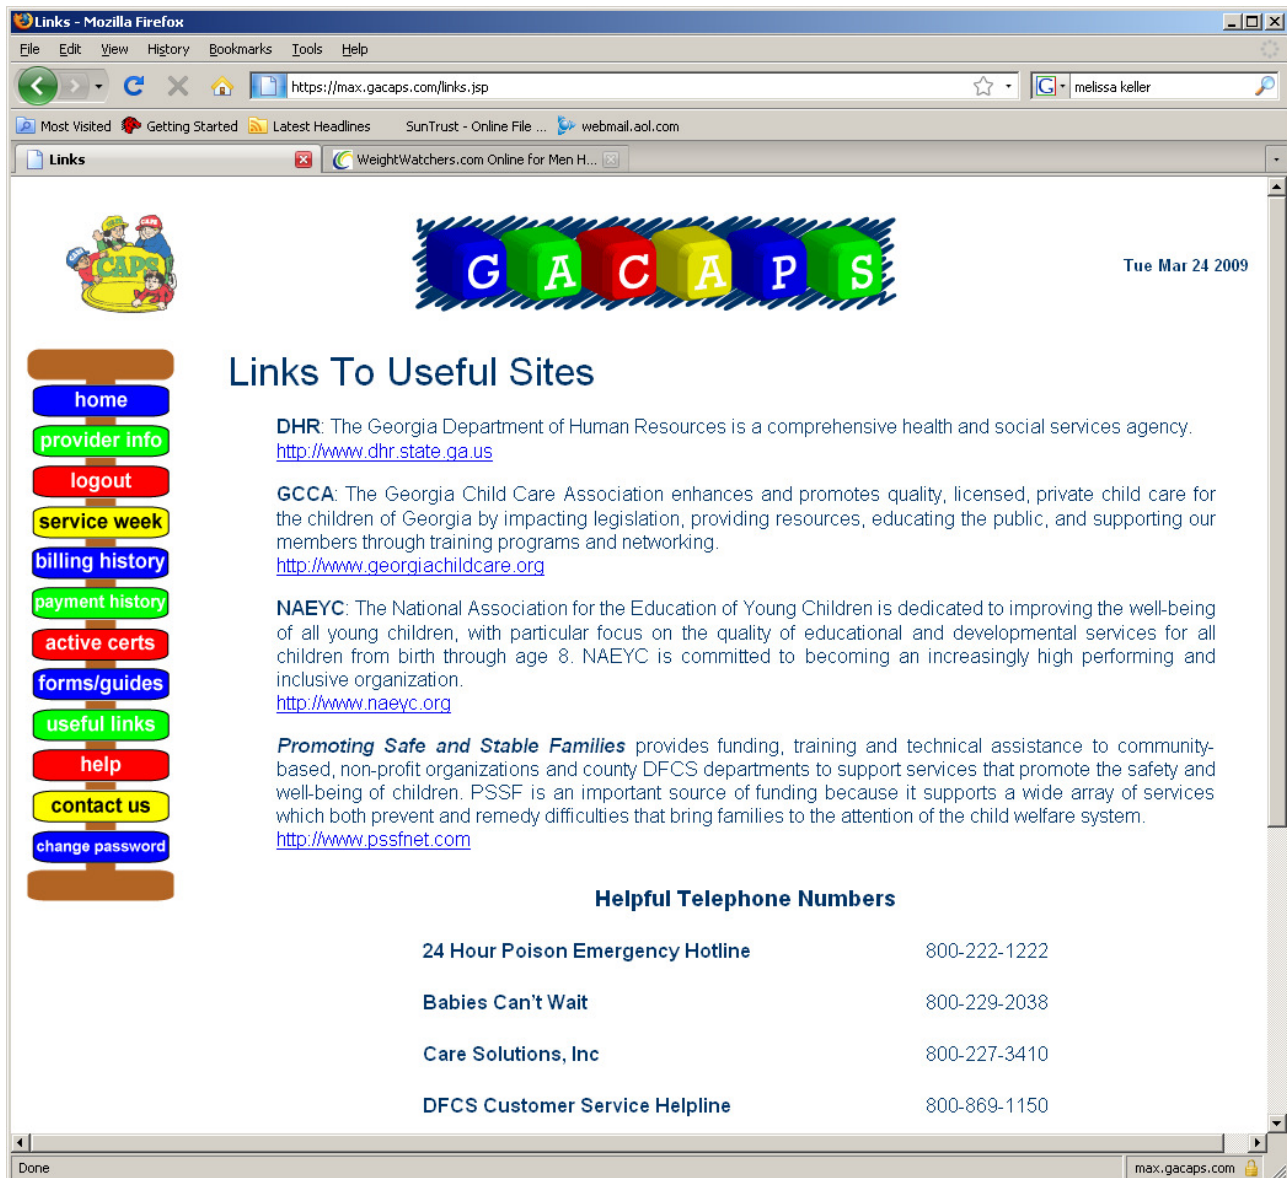 Links - Mozilla Firefox
File Edit View History Bookmarks Tools Help
https://max.gacaps.com/links.jsp
G
melissa keller
Most Visited Getting Started Latest Headlines SunTrust - Online File ... webmail.aol.com
Links
WeightWatchers.com Online for Men H...
CAPS
GACAPS
Tue Mar 24 2009
home
provider info
logout
service week
billing history
payment history
active certs
forms/guides
useful links
help
contact us
change password
Links To Useful Sites
DHR: The Georgia Department of Human Resources is a comprehensive health and social services agency.
http://www.dhr.state.ga.us
GCCA: The Georgia Child Care Association enhances and promotes quality, licensed, private child care for
the children of Georgia by impacting legislation, providing resources, educating the public, and supporting our
members through training programs and networking.
http://www.georgiachildcare.org
NAEYC: The National Association for the Education of Young Children is dedicated to improving the well-being
of all young children, with particular focus on the quality of educational and developmental services for all
children from birth through age 8. NAEYC is committed to becoming an increasingly high performing and
inclusive organization.
http://www.naeyc.org
Promoting Safe and Stable Families provides funding, training and technical assistance to community-
based, non-profit organizations and county DFCS departments to support services that promote the safety and
well-being of children. PSSF is an important source of funding because it supports a wide array of services
which both prevent and remedy difficulties that bring families to the attention of the child welfare system.
http://www.pssfnet.com
Helpful Telephone Numbers
24 Hour Poison Emergency Hotline 800-222-1222
Babies Can't Wait 800-229-2038
Care Solutions, Inc 800-227-3410
DFCS Customer Service Helpline 800-869-1150
Done
max.gacaps.com